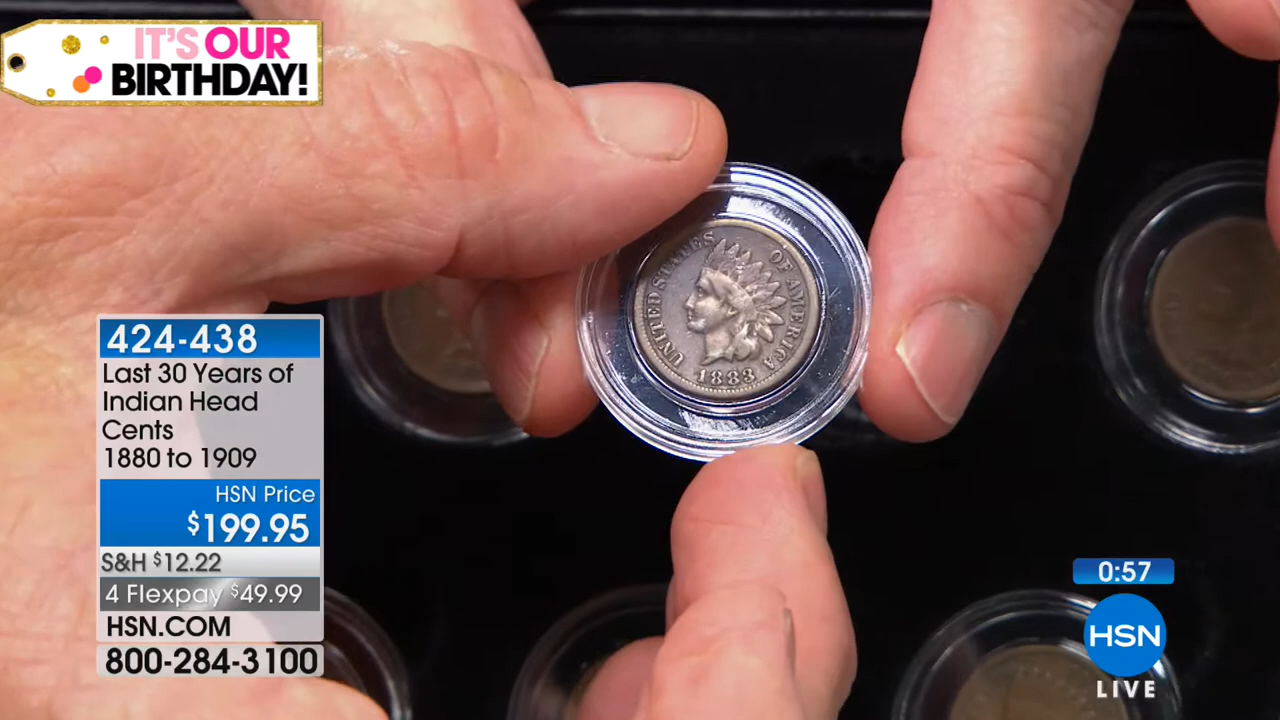 IT'S OUR
BIRTHDAY!
UNITED STATES OF AMERICA
1883
424-438
Last 30 Years of
Indian Head
Cents
1880 to 1909
HSN Price
$199.95
S&H $12.22
4 Flexpay $49.99
HSN.COM
800-284-3100
0:57
HSN
LIVE